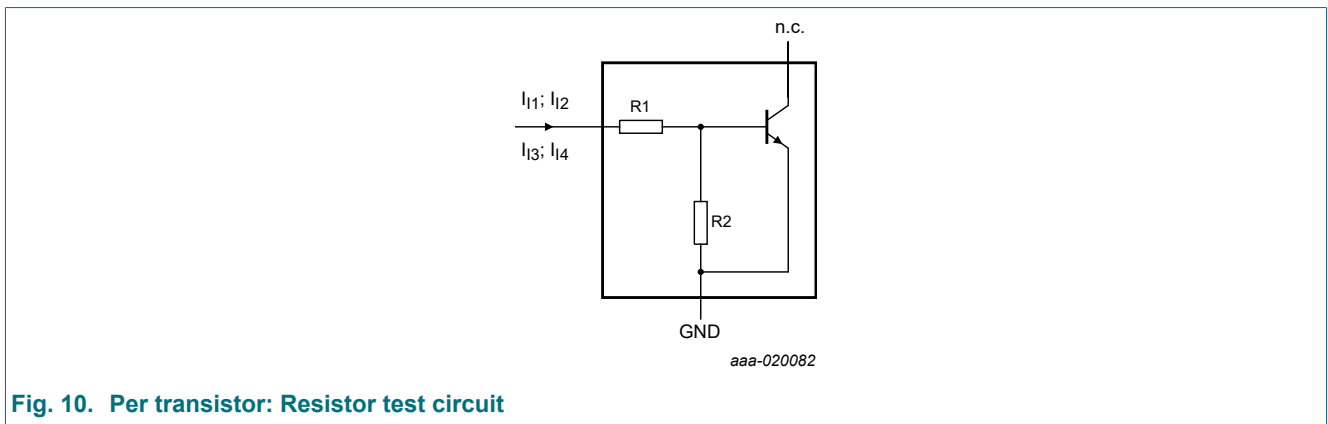 n.c.
I_I1; I_I2
R1
I_I3; I_I4
R2
GND
aaa-020082
Fig. 10. Per transistor: Resistor test circuit